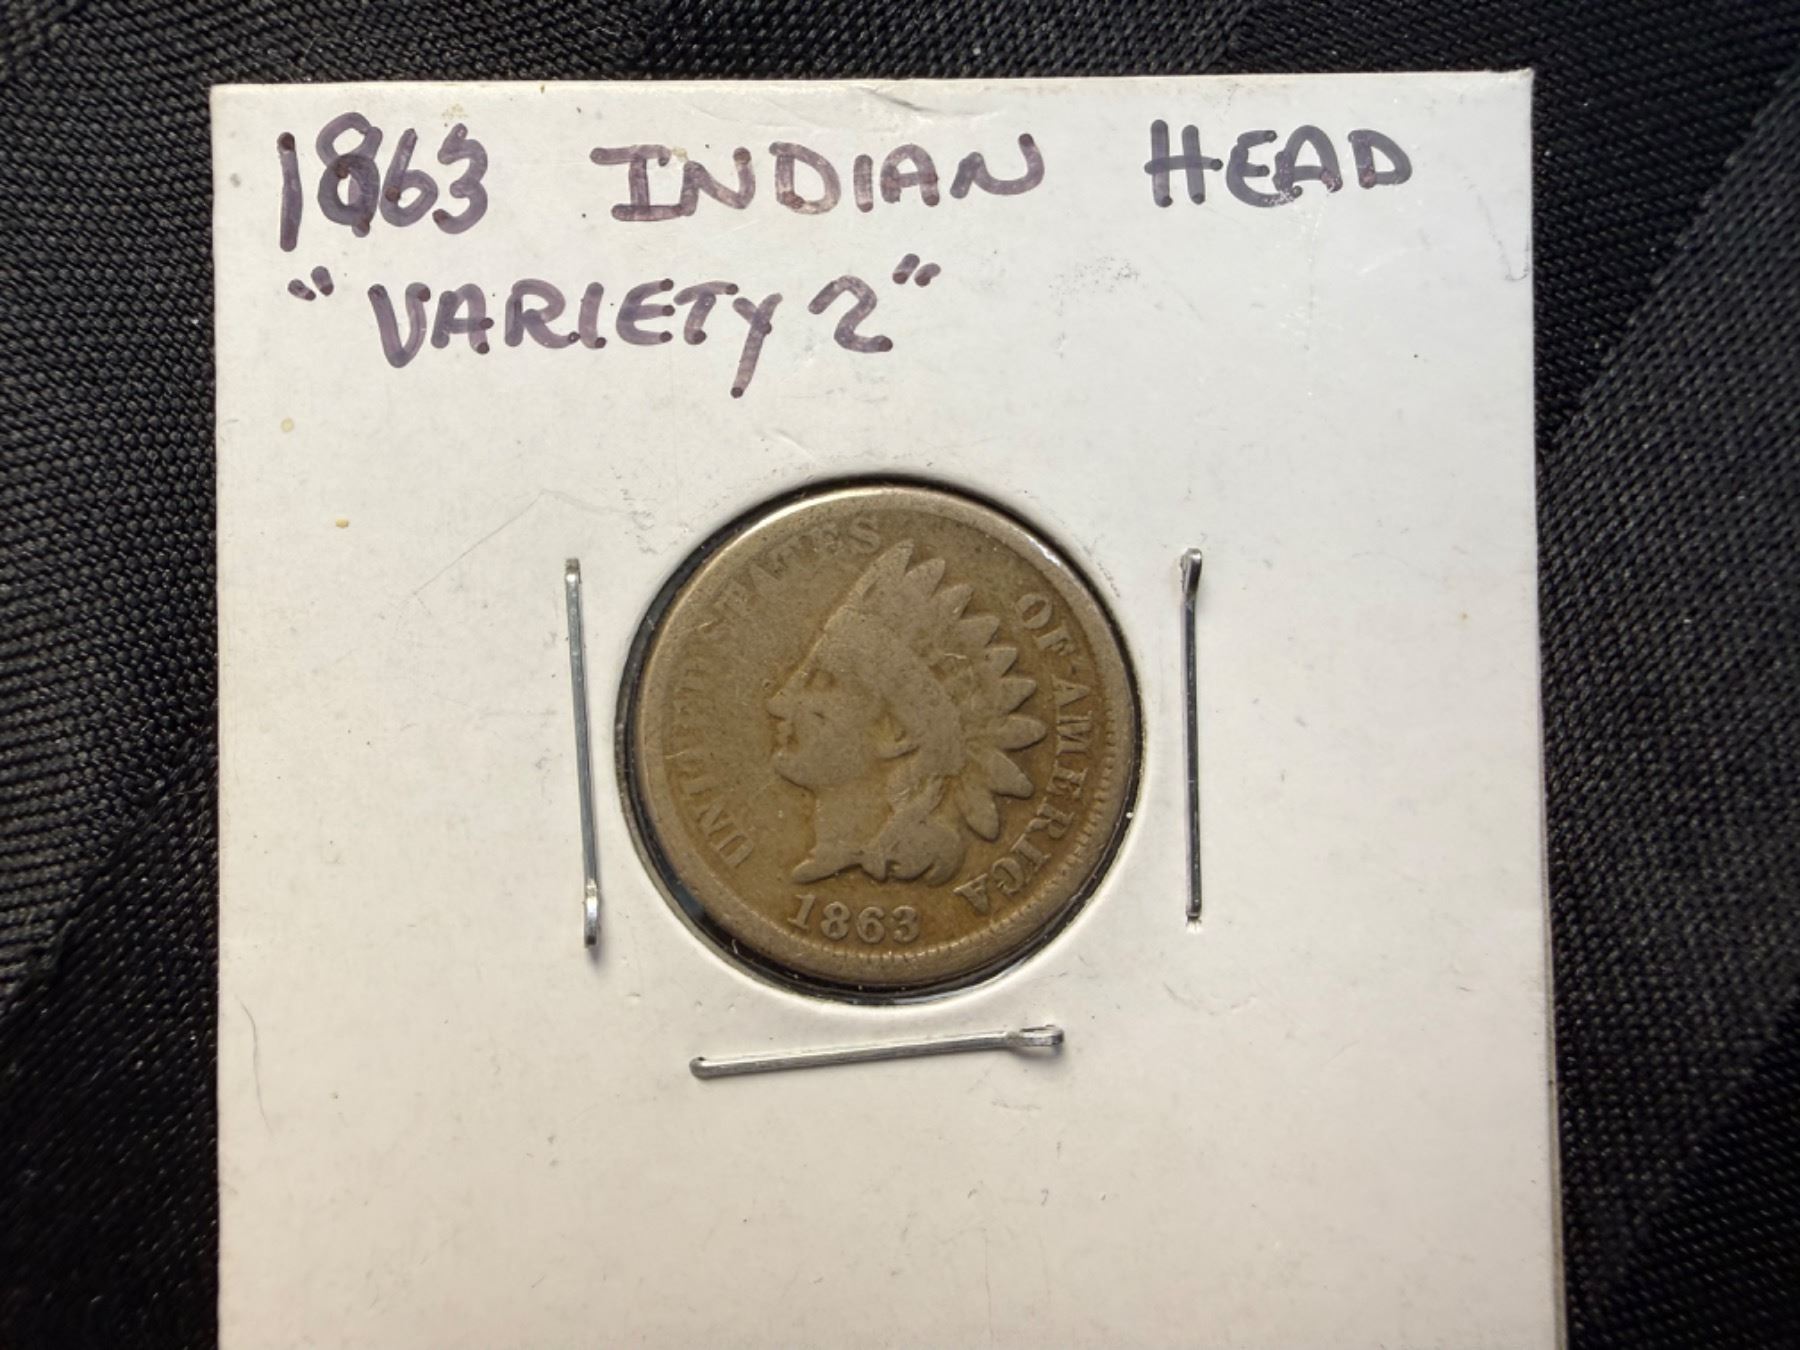 1863 INDIAN HEAD
"VARIETY 2"
UNITED STATES OF AMERICA
1863